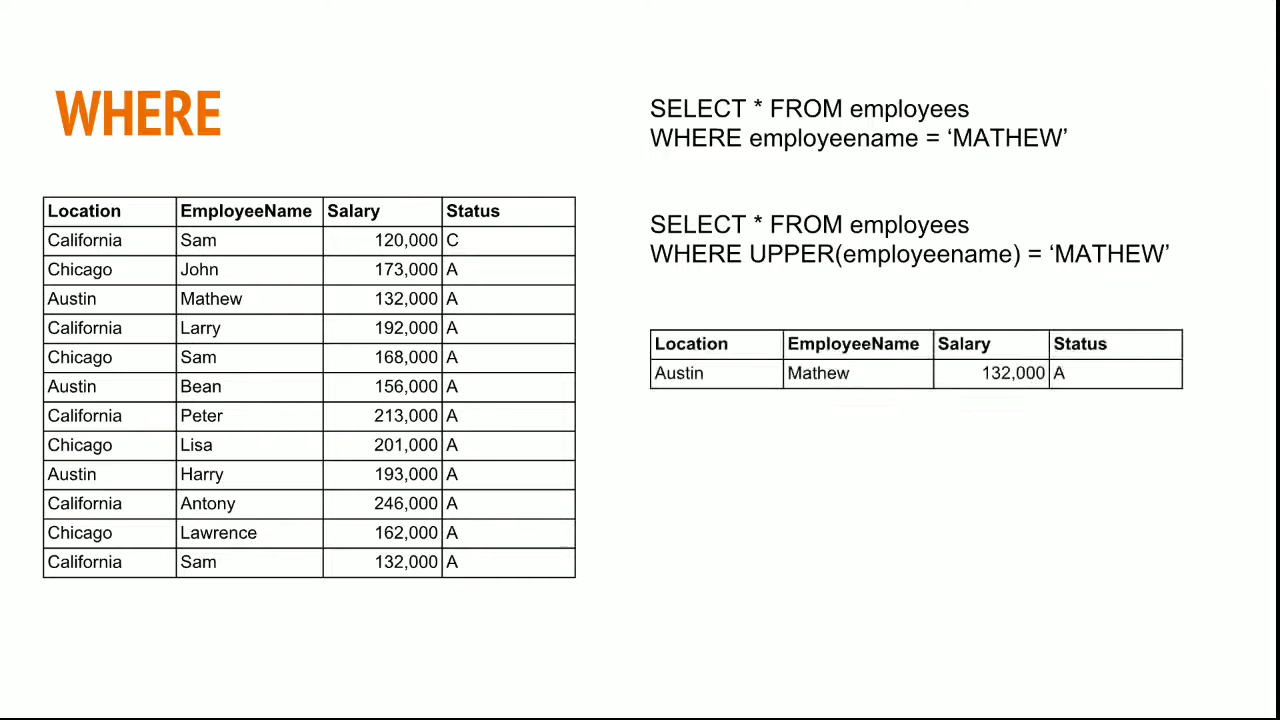 WHERE
Location EmployeeName Salary Status
California Sam 120,000 C
Chicago John 173,000 A
Austin Mathew 132,000 A
California Larry 192,000 A
Chicago Sam 168,000 A
Austin Bean 156,000 A
California Peter 213,000 A
Chicago Lisa 201,000 A
Austin Harry 193,000 A
California Antony 246,000 A
Chicago Lawrence 162,000 A
California Sam 132,000 A
SELECT * FROM employees
WHERE employeename = ‘MATHEW’
SELECT * FROM employees
WHERE UPPER(employeename) = ‘MATHEW’
Location EmployeeName Salary Status
Austin Mathew 132,000 A